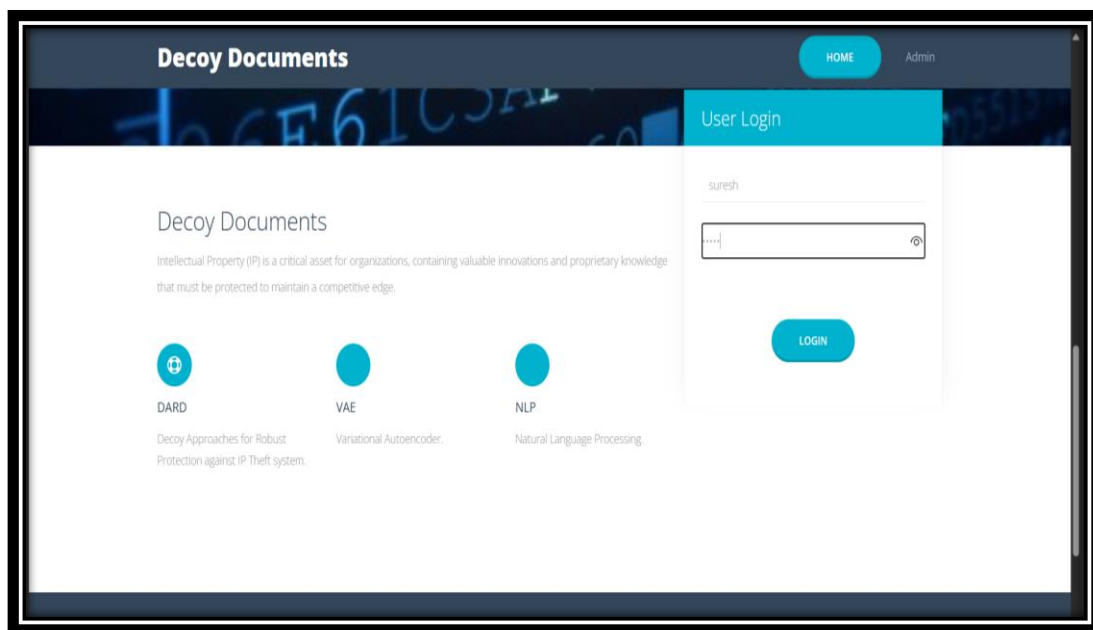 Decoy Documents
HOME
Admin
User Login
suresh
.....
LOGIN
Decoy Documents
Intellectual Property (IP) is a critical asset for organizations, containing valuable innovations and proprietary knowledge
that must be protected to maintain a competitive edge.
DARD
Decoy Approaches for Robust
Protection against IP Theft system.
VAE
Variational Autoencoder.
NLP
Natural Language Processing.